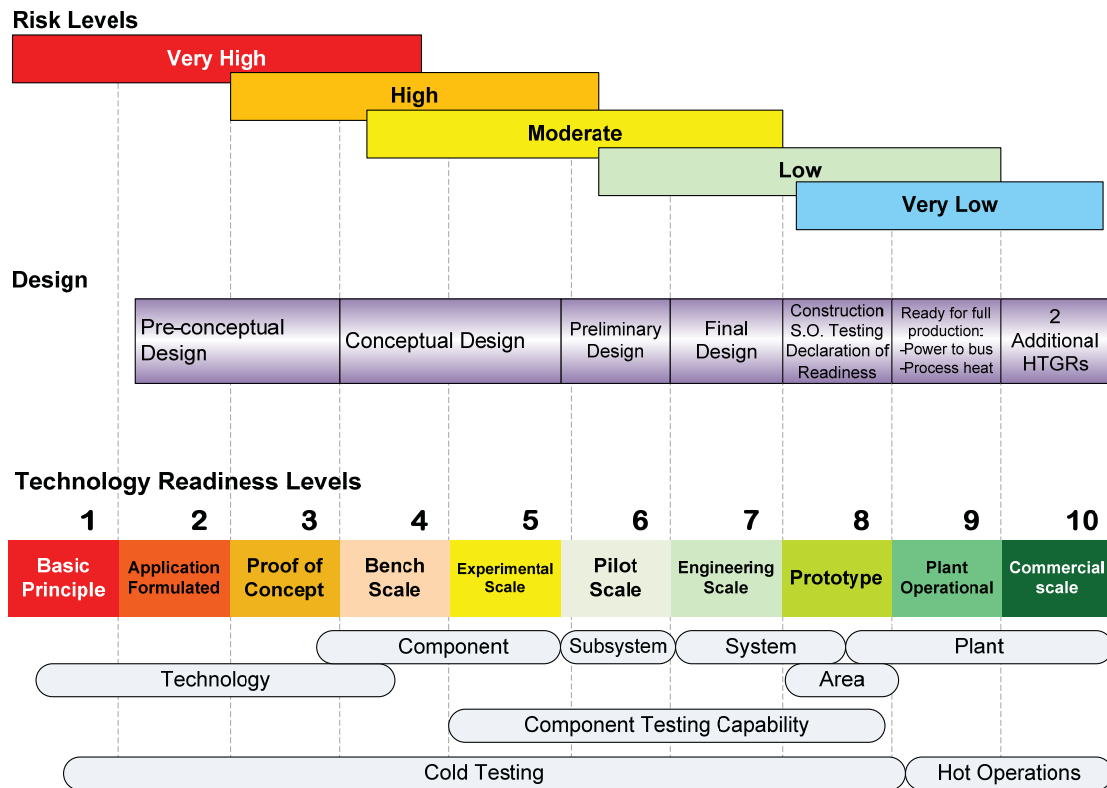 Risk Levels
Very High
High
Moderate
Low
Very Low
Design
Pre-conceptual
Design
Conceptual Design
Preliminary
Design
Final
Design
Construction
S.O. Testing
Declaration of
Readiness
Ready for full
production:
-Power to bus
-Process heat
2
Additional
HTGRs
Technology Readiness Levels
1 2 3 4 5 6 7 8 9 10
Basic
Principle
Application
Formulated
Proof of
Concept
Bench
Scale
Experimental
Scale
Pilot
Scale
Engineering
Scale
Prototype
Plant
Operational
Commercial
scale
Component
Subsystem
System
Plant
Technology
Area
Component Testing Capability
Cold Testing
Hot Operations